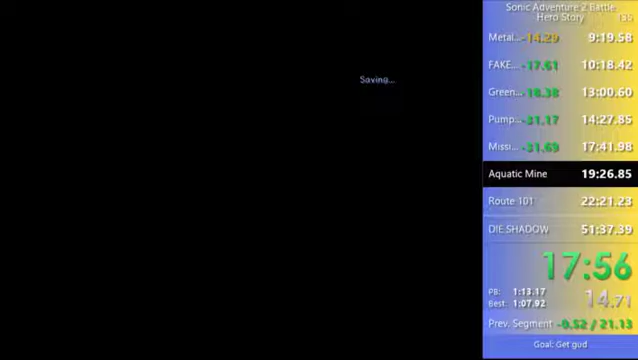 Saving...
Sonic Adventure 2 Battle:
Hero Story 135
Metal... -14.29 9:19.58
FAKE... -17.61 10:18.42
Green... -18.38 13:00.60
Pump... -31.17 14:27.85
Missi... -31.69 17:41.98
Aquatic Mine 19:26.85
Route 101 22:21.23
DIE SHADOW 51:37.39
17:56
PB: 1:13.17
Best: 1:07.92
14.71
Prev. Segment -0.52 / 21.13
Goal: Get gud